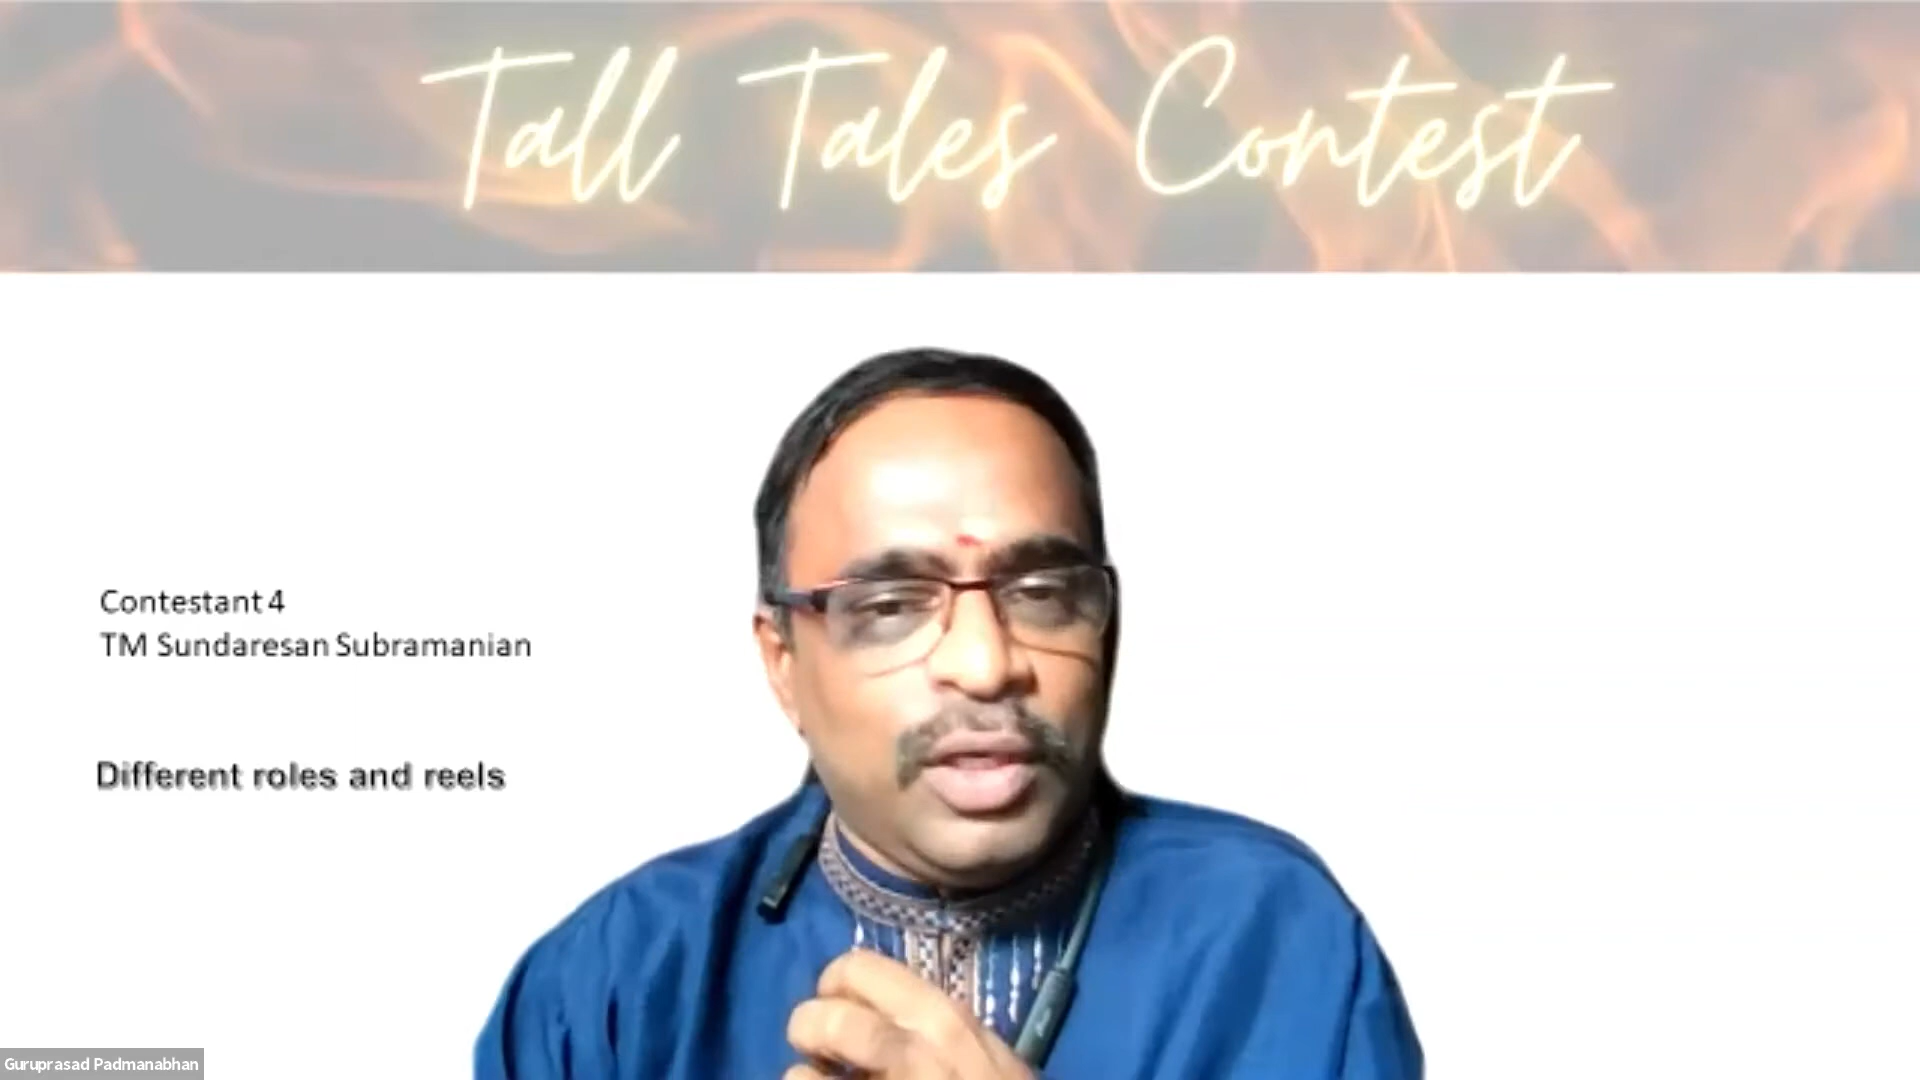 Tall Tales Contest
Contestant 4
TM Sundaresan Subramanian
Different roles and reels
Guruprasad Padmanabhan